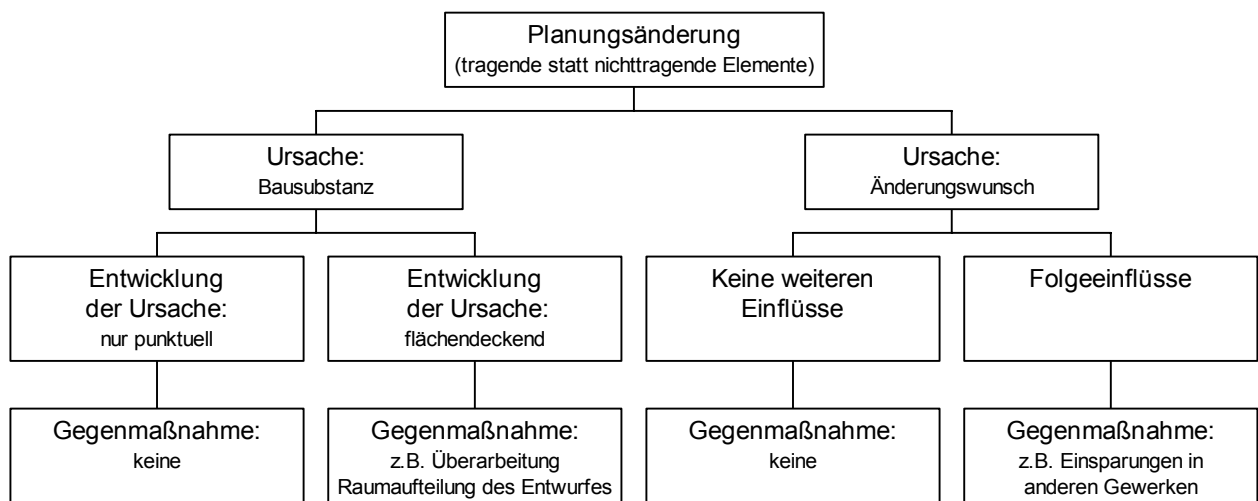 Planungsänderung
(tragende statt nichttragende Elemente)
Ursache:
Bausubstanz
Ursache:
Änderungswunsch
Entwicklung
der Ursache:
nur punktuell
Entwicklung
der Ursache:
flächendeckend
Keine weiteren
Einflüsse
Folgeeinflüsse
Gegenmaßnahme:
keine
Gegenmaßnahme:
z.B. Überarbeitung
Raumaufteilung des Entwurfes
Gegenmaßnahme:
keine
Gegenmaßnahme:
z.B. Einsparungen in
anderen Gewerken